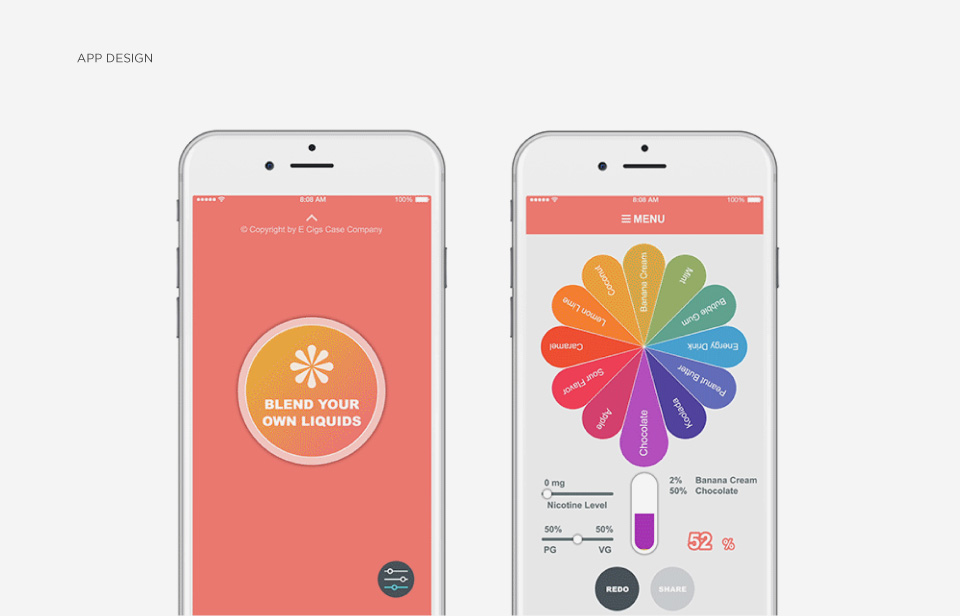 APP DESIGN
8:08 AM
100%
© Copyright by E Cigs Case Company
BLEND YOUR
OWN LIQUIDS
8:08 AM
100%
MENU
Banana Cream
Mint
Bubble Gum
Energy Drink
Peanut Butter
Koolada
Chocolate
Apple
Sour Flavor
Caramel
Lemon Lime
Coconut
0 mg
Nicotine Level
50% 50%
PG VG
2% Banana Cream
50% Chocolate
52 %
REDO
SHARE